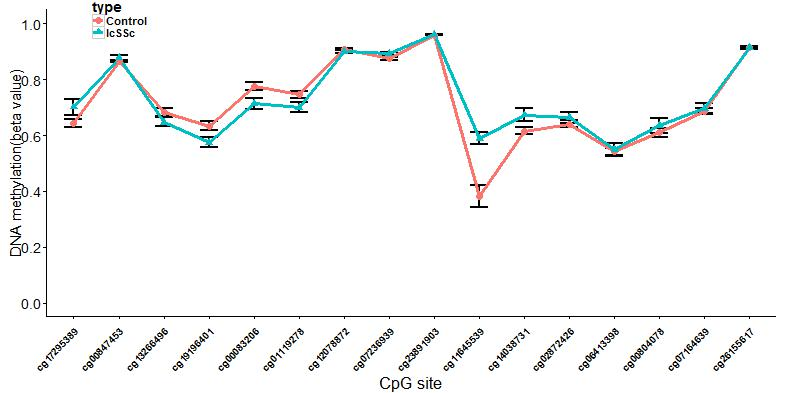 type
Control
lcSSc
1.0
0.8
0.6
0.4
0.2
0.0
DNA methylation(beta value)
cg17295389
cg00847453
cg13266496
cg19196401
cg00083206
cg01119278
cg12078872
cg07236939
cg23891903
cg11645539
cg14038731
cg02872426
cg06413398
cg00804078
cg07164639
cg26155617
CpG site